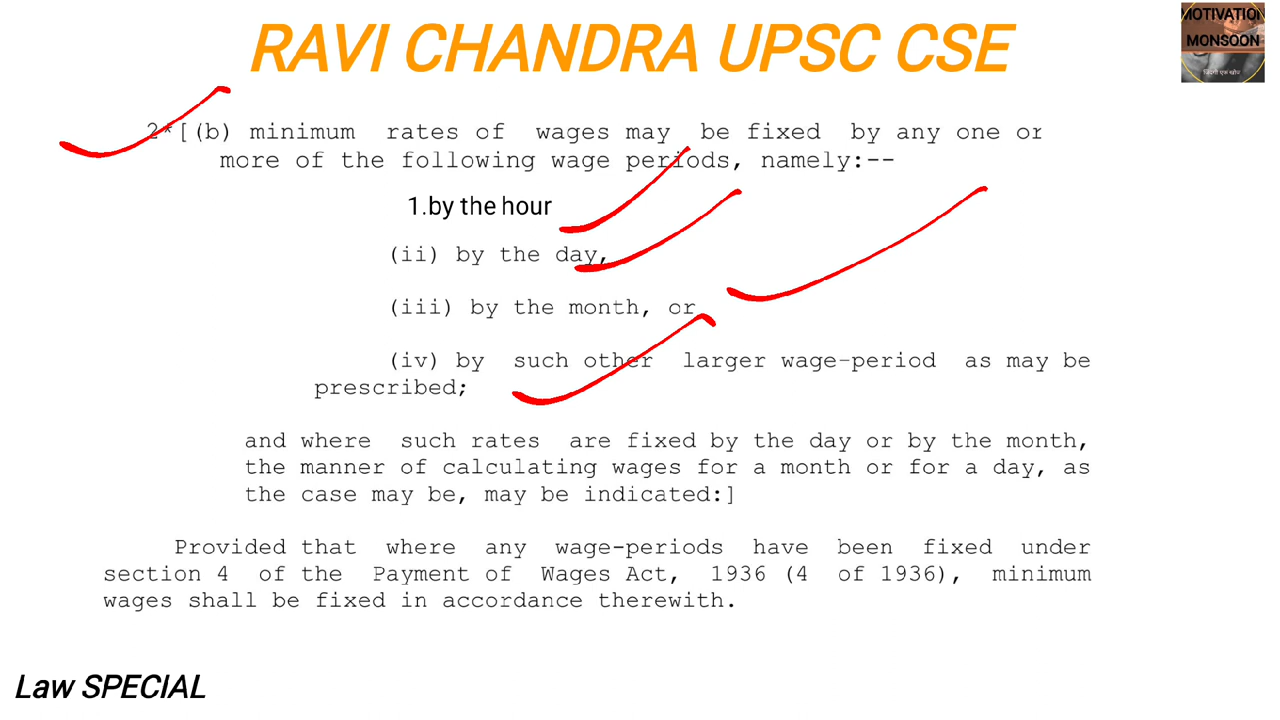 RAVI CHANDRA UPSC CSE
MOTIVATION
MONSOON
जिंदगी एक खोज
2*[(b) minimum rates of wages may be fixed by any one or
more of the following wage periods, namely:--
1.by the hour
(ii) by the day,
(iii) by the month, or
(iv) by such other larger wage-period as may be
prescribed;
and where such rates are fixed by the day or by the month,
the manner of calculating wages for a month or for a day, as
the case may be, may be indicated:]
Provided that where any wage-periods have been fixed under
section 4 of the Payment of Wages Act, 1936 (4 of 1936), minimum
wages shall be fixed in accordance therewith.
Law SPECIAL